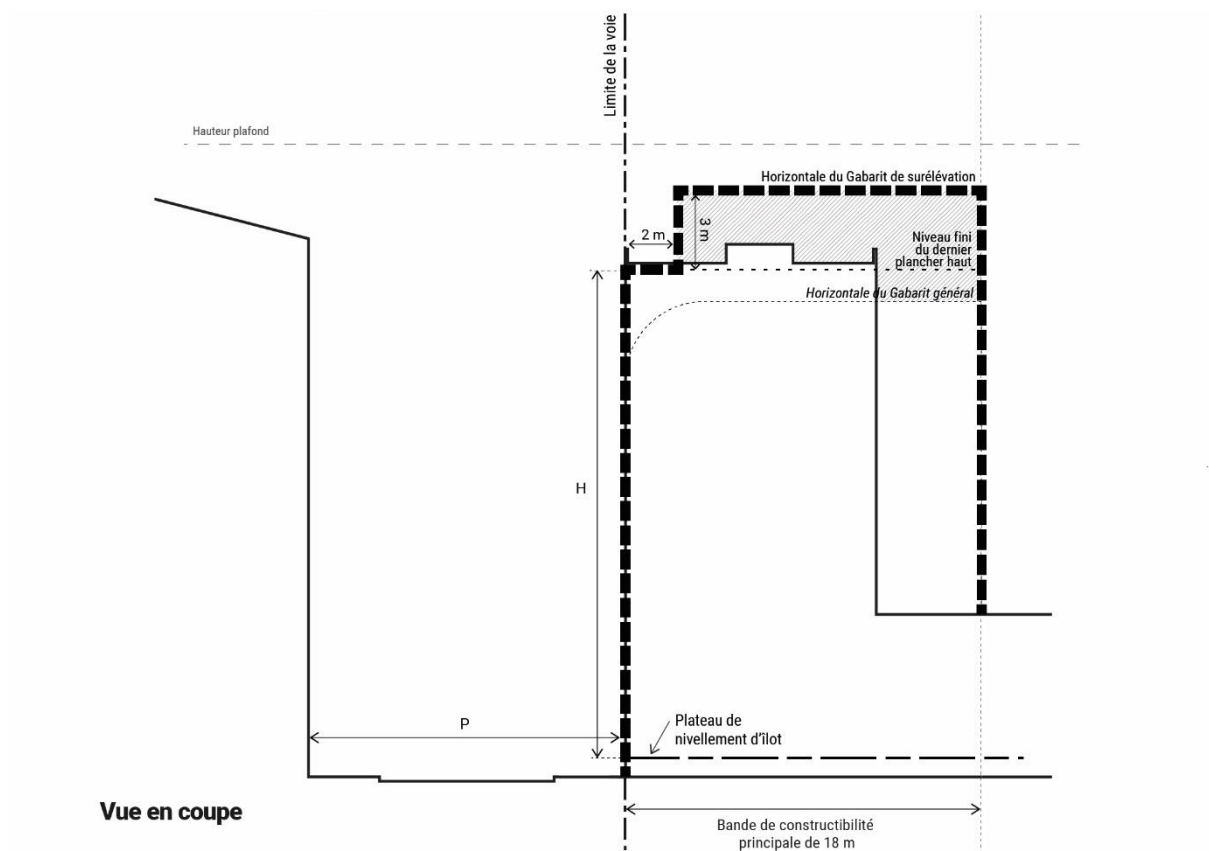 Limite de la voie
Hauteur plafond
Horizontale du Gabarit de surélévation
2 m
3 m
Niveau fini
du dernier
plancher haut
Horizontale du Gabarit général
H
P
Plateau de
nivellement d'îlot
Vue en coupe
Bande de constructibilité
principale de 18 m